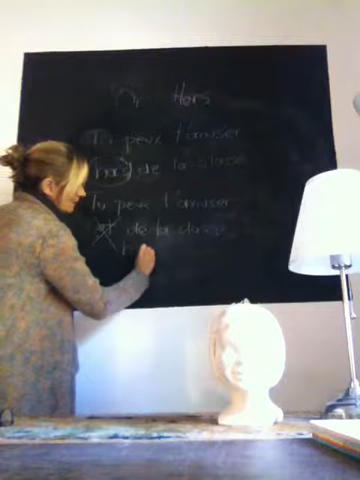 Hors
Tu peux t'amuser
hors de la classe
Tu peux t'amuser
de la classe